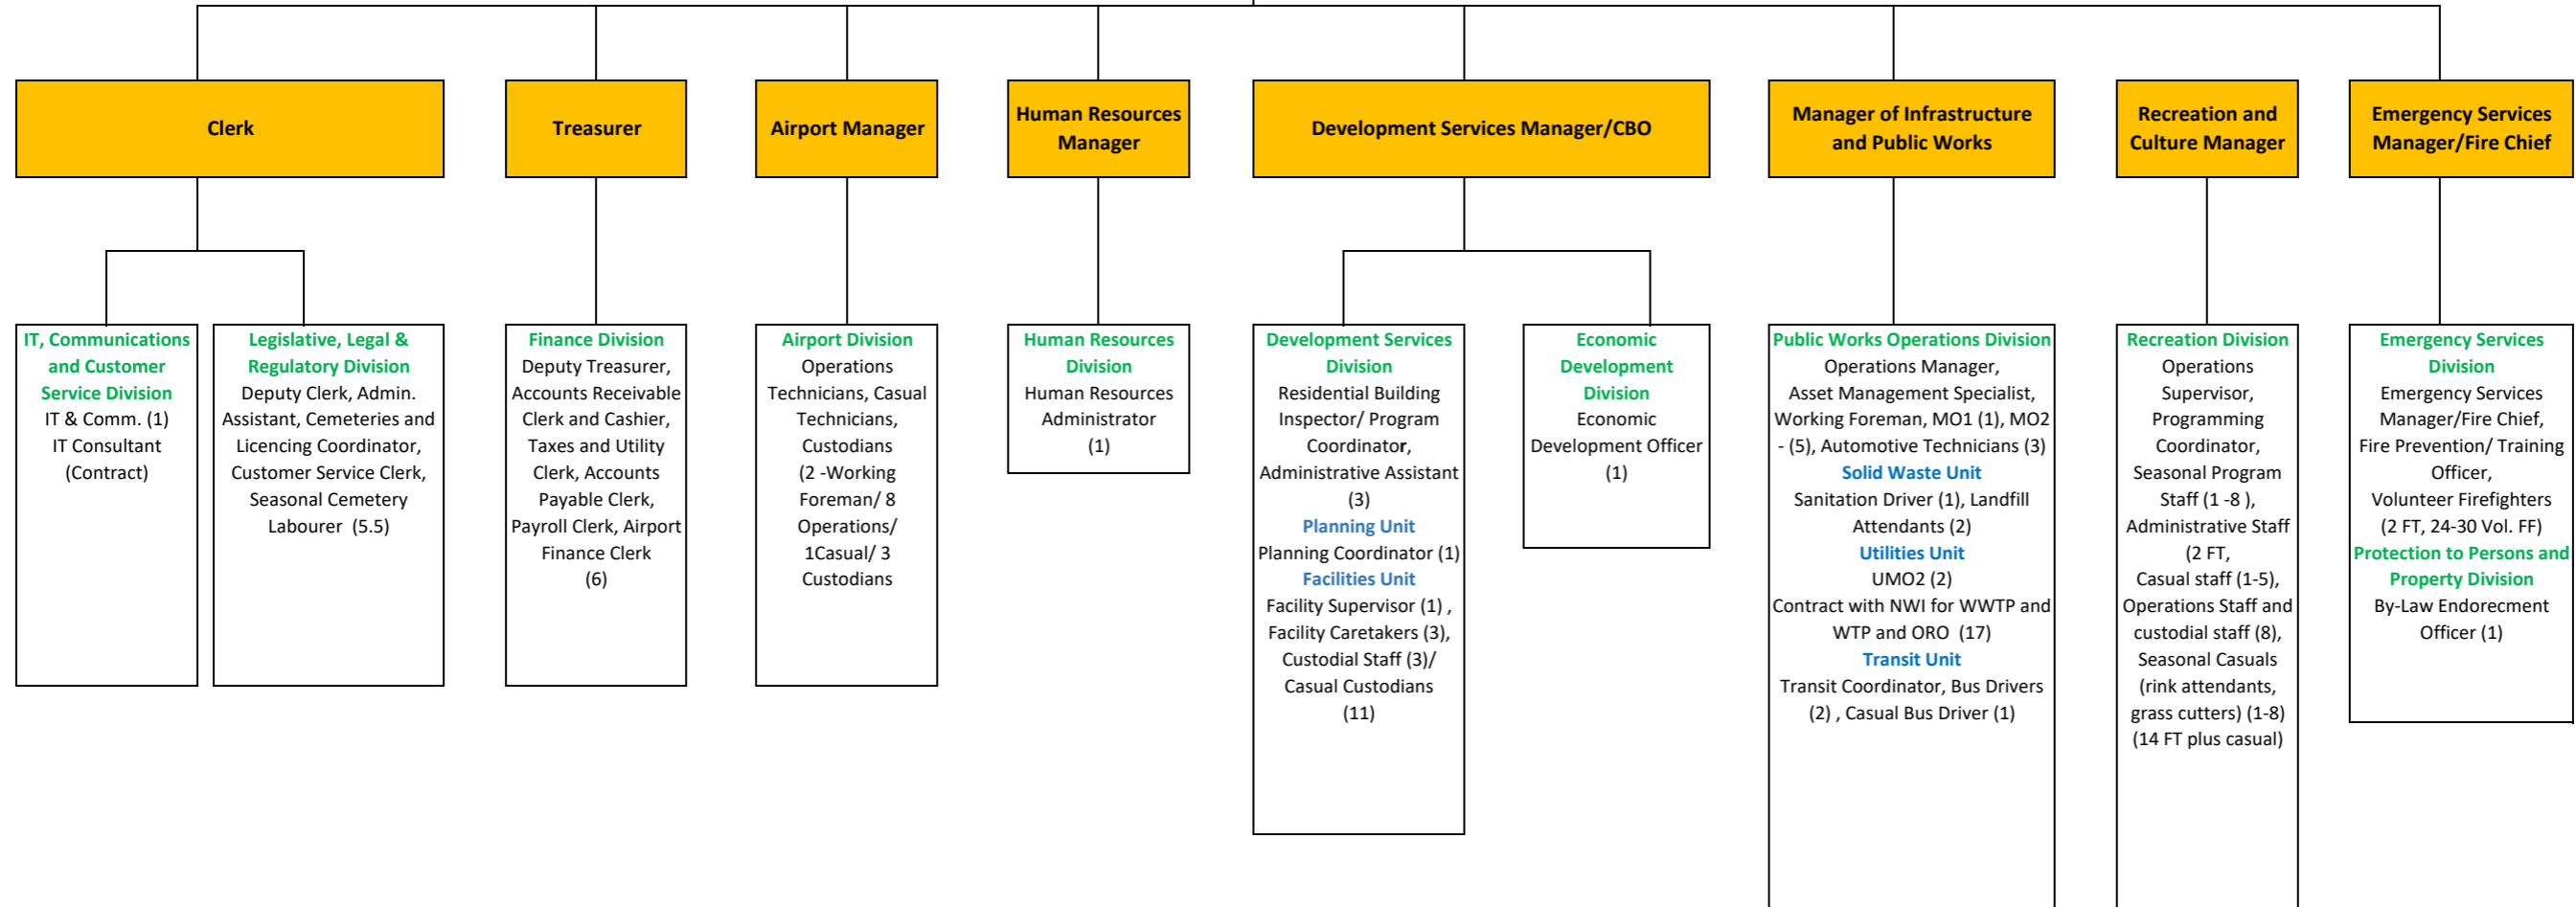 Clerk
Treasurer
Airport Manager
Human Resources
Manager
Development Services Manager/CBO
Manager of Infrastructure
and Public Works
Recreation and
Culture Manager
Emergency Services
Manager/Fire Chief
IT, Communications
and Customer
Service Division
IT & Comm. (1)
IT Consultant
(Contract)
Legislative, Legal &
Regulatory Division
Deputy Clerk, Admin.
Assistant, Cemeteries and
Licencing Coordinator,
Customer Service Clerk,
Seasonal Cemetery
Labourer (5.5)
Finance Division
Deputy Treasurer,
Accounts Receivable
Clerk and Cashier,
Taxes and Utility
Clerk, Accounts
Payable Clerk,
Payroll Clerk, Airport
Finance Clerk
(6)
Airport Division
Operations
Technicians, Casual
Technicians,
Custodians
(2 -Working
Foreman/ 8
Operations/
1Casual/ 3
Custodians
Human Resources
Division
Human Resources
Administrator
(1)
Development Services
Division
Residential Building
Inspector/ Program
Coordinator,
Administrative Assistant
(3)
Planning Unit
Planning Coordinator (1)
Facilities Unit
Facility Supervisor (1) ,
Facility Caretakers (3),
Custodial Staff (3)/
Casual Custodians
(11)
Economic
Development
Division
Economic
Development Officer
(1)
Public Works Operations Division
Operations Manager,
Asset Management Specialist,
Working Foreman, MO1 (1), MO2
- (5), Automotive Technicians (3)
Solid Waste Unit
Sanitation Driver (1), Landfill
Attendants (2)
Utilities Unit
UMO2 (2)
Contract with NWI for WWTP and
WTP and ORO (17)
Transit Unit
Transit Coordinator, Bus Drivers
(2) , Casual Bus Driver (1)
Recreation Division
Operations
Supervisor,
Programming
Coordinator,
Seasonal Program
Staff (1 -8 ),
Administrative Staff
(2 FT,
Casual staff (1-5),
Operations Staff and
custodial staff (8),
Seasonal Casuals
(rink attendants,
grass cutters) (1-8)
(14 FT plus casual)
Emergency Services
Division
Emergency Services
Manager/Fire Chief,
Fire Prevention/ Training
Officer,
Volunteer Firefighters
(2 FT, 24-30 Vol. FF)
Protection to Persons and
Property Division
By-Law Endorecment
Officer (1)